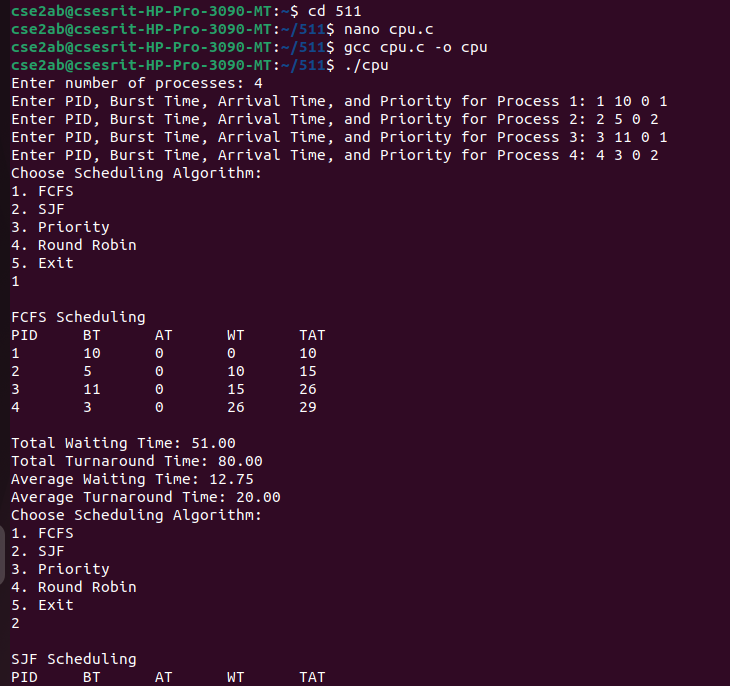 cse2ab@csesrit-HP-Pro-3090-MT:~$ cd 511
cse2ab@csesrit-HP-Pro-3090-MT:~/511$ nano cpu.c
cse2ab@csesrit-HP-Pro-3090-MT:~/511$ gcc cpu.c -o cpu
cse2ab@csesrit-HP-Pro-3090-MT:~/511$ ./cpu
Enter number of processes: 4
Enter PID, Burst Time, Arrival Time, and Priority for Process 1: 1 10 0 1
Enter PID, Burst Time, Arrival Time, and Priority for Process 2: 2 5 0 2
Enter PID, Burst Time, Arrival Time, and Priority for Process 3: 3 11 0 1
Enter PID, Burst Time, Arrival Time, and Priority for Process 4: 4 3 0 2
Choose Scheduling Algorithm:
1. FCFS
2. SJF
3. Priority
4. Round Robin
5. Exit
1

FCFS Scheduling
PID	BT	AT	WT	TAT
1	10	0	0	10
2	5	0	10	15
3	11	0	15	26
4	3	0	26	29

Total Waiting Time: 51.00
Total Turnaround Time: 80.00
Average Waiting Time: 12.75
Average Turnaround Time: 20.00
Choose Scheduling Algorithm:
1. FCFS
2. SJF
3. Priority
4. Round Robin
5. Exit
2

SJF Scheduling
PID	BT	AT	WT	TAT